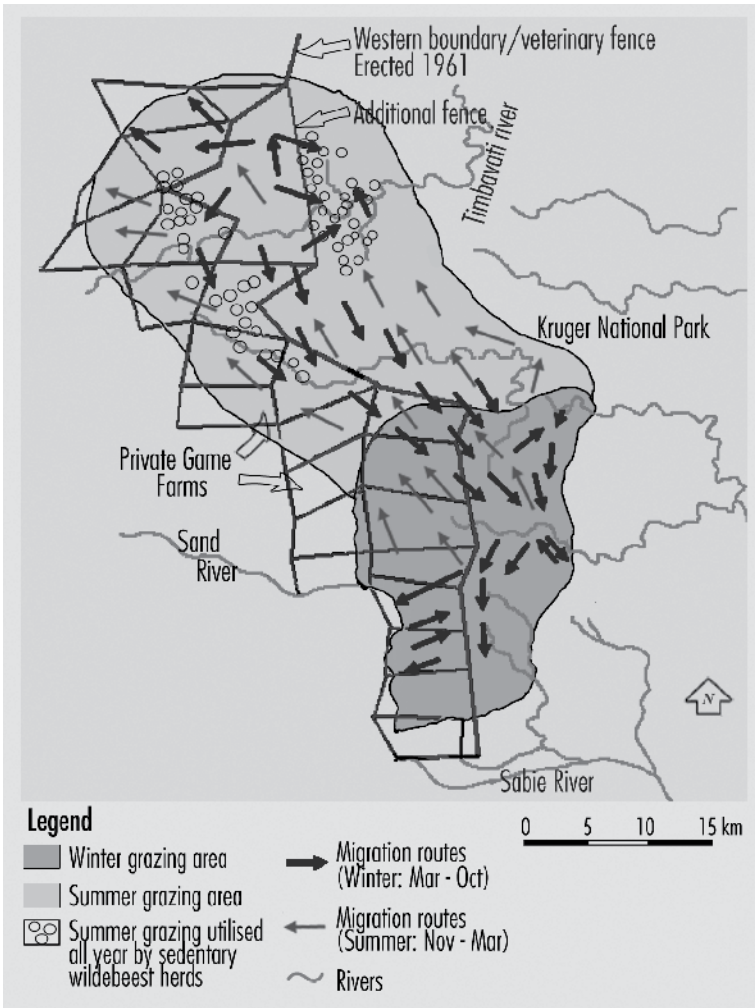 Western boundary/veterinary fence
Erected 1961
Additional fence
Timbavati river
Kruger National Park
Private Game
Farms
Sand
River
N
Sabie River
Legend
Winter grazing area
Summer grazing area
Summer grazing utilised
all year by sedentary
wildebeest herds
0 5 10 15 km
Migration routes
(Winter: Mar - Oct)
Migration routes
(Summer: Nov - Mar)
Rivers